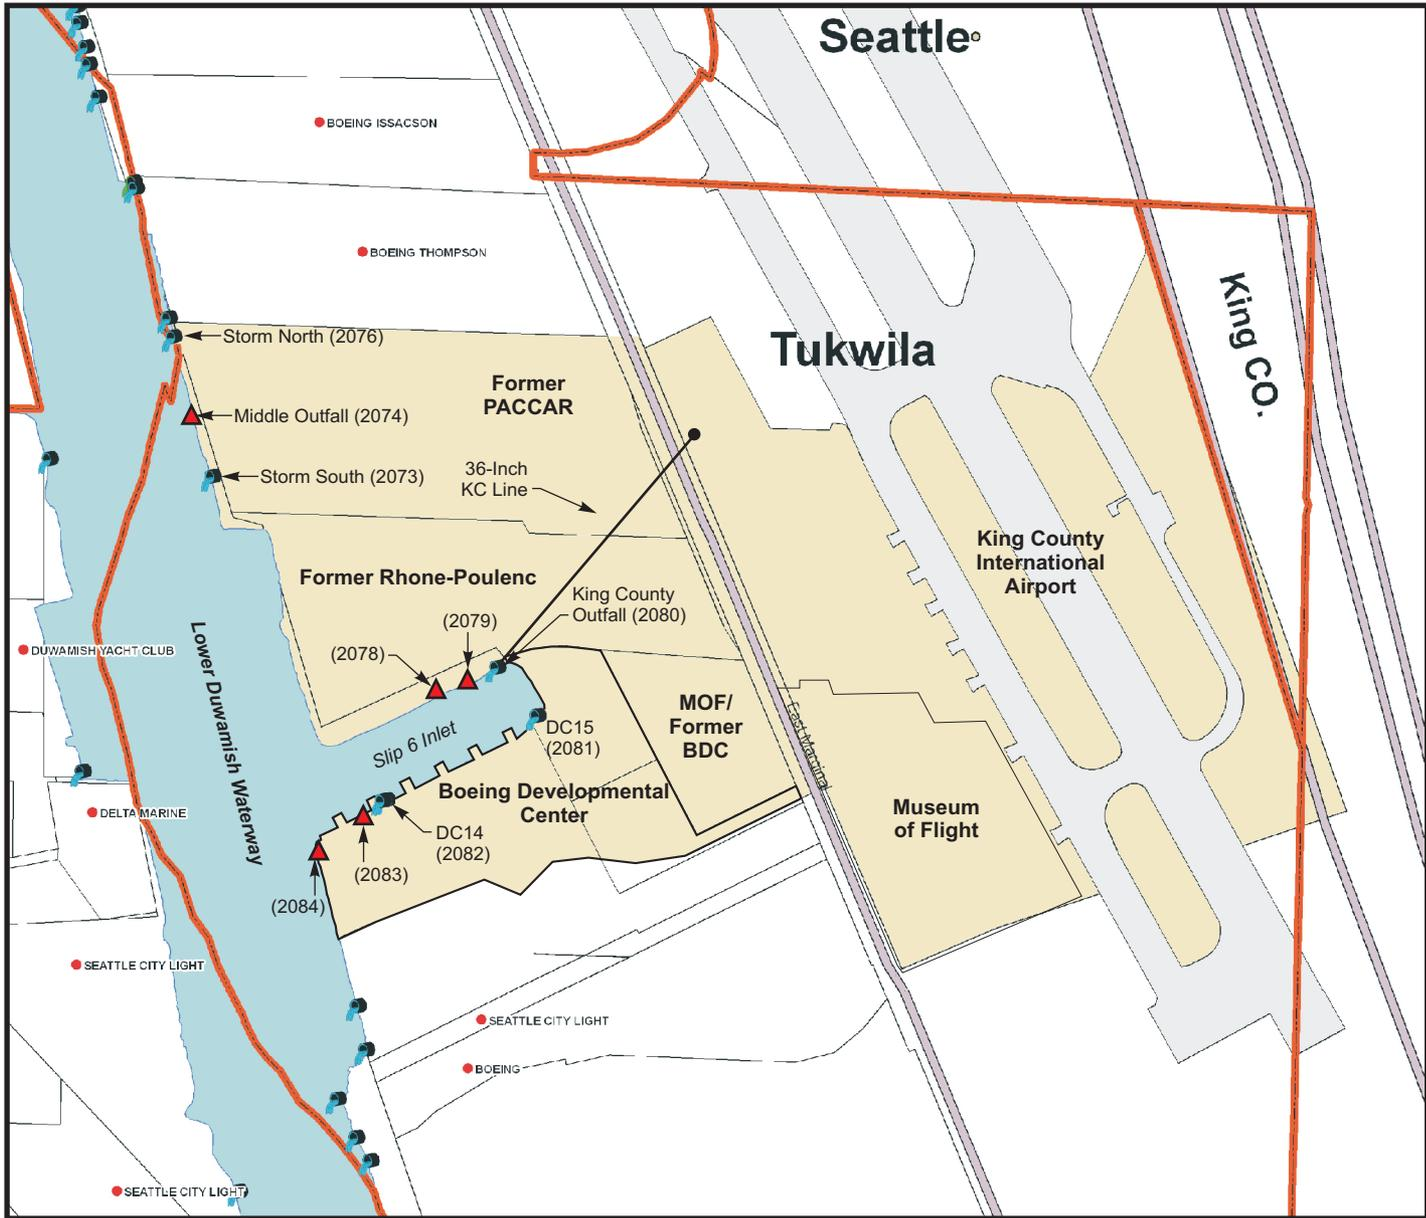 Seattle
BOEING ISSACSON
BOEING THOMPSON
King CO.
Storm North (2076)
Tukwila
Former
PACCAR
Middle Outfall (2074)
Storm South (2073)
36-Inch
KC Line
King County
International
Airport
Former Rhone-Poulenc
King County
Outfall (2080)
(2079)
(2078)
DUWAMISH YACHT CLUB
Lower Duwamish Waterway
MOF/
Former
BDC
Slip 6 Inlet
DC15
(2081)
East Marginal
Boeing Developmental
Center
DELTA MARINE
Museum
of Flight
DC14
(2082)
(2083)
(2084)
SEATTLE CITY LIGHT
SEATTLE CITY LIGHT
BOEING
SEATTLE CITY LIGHT